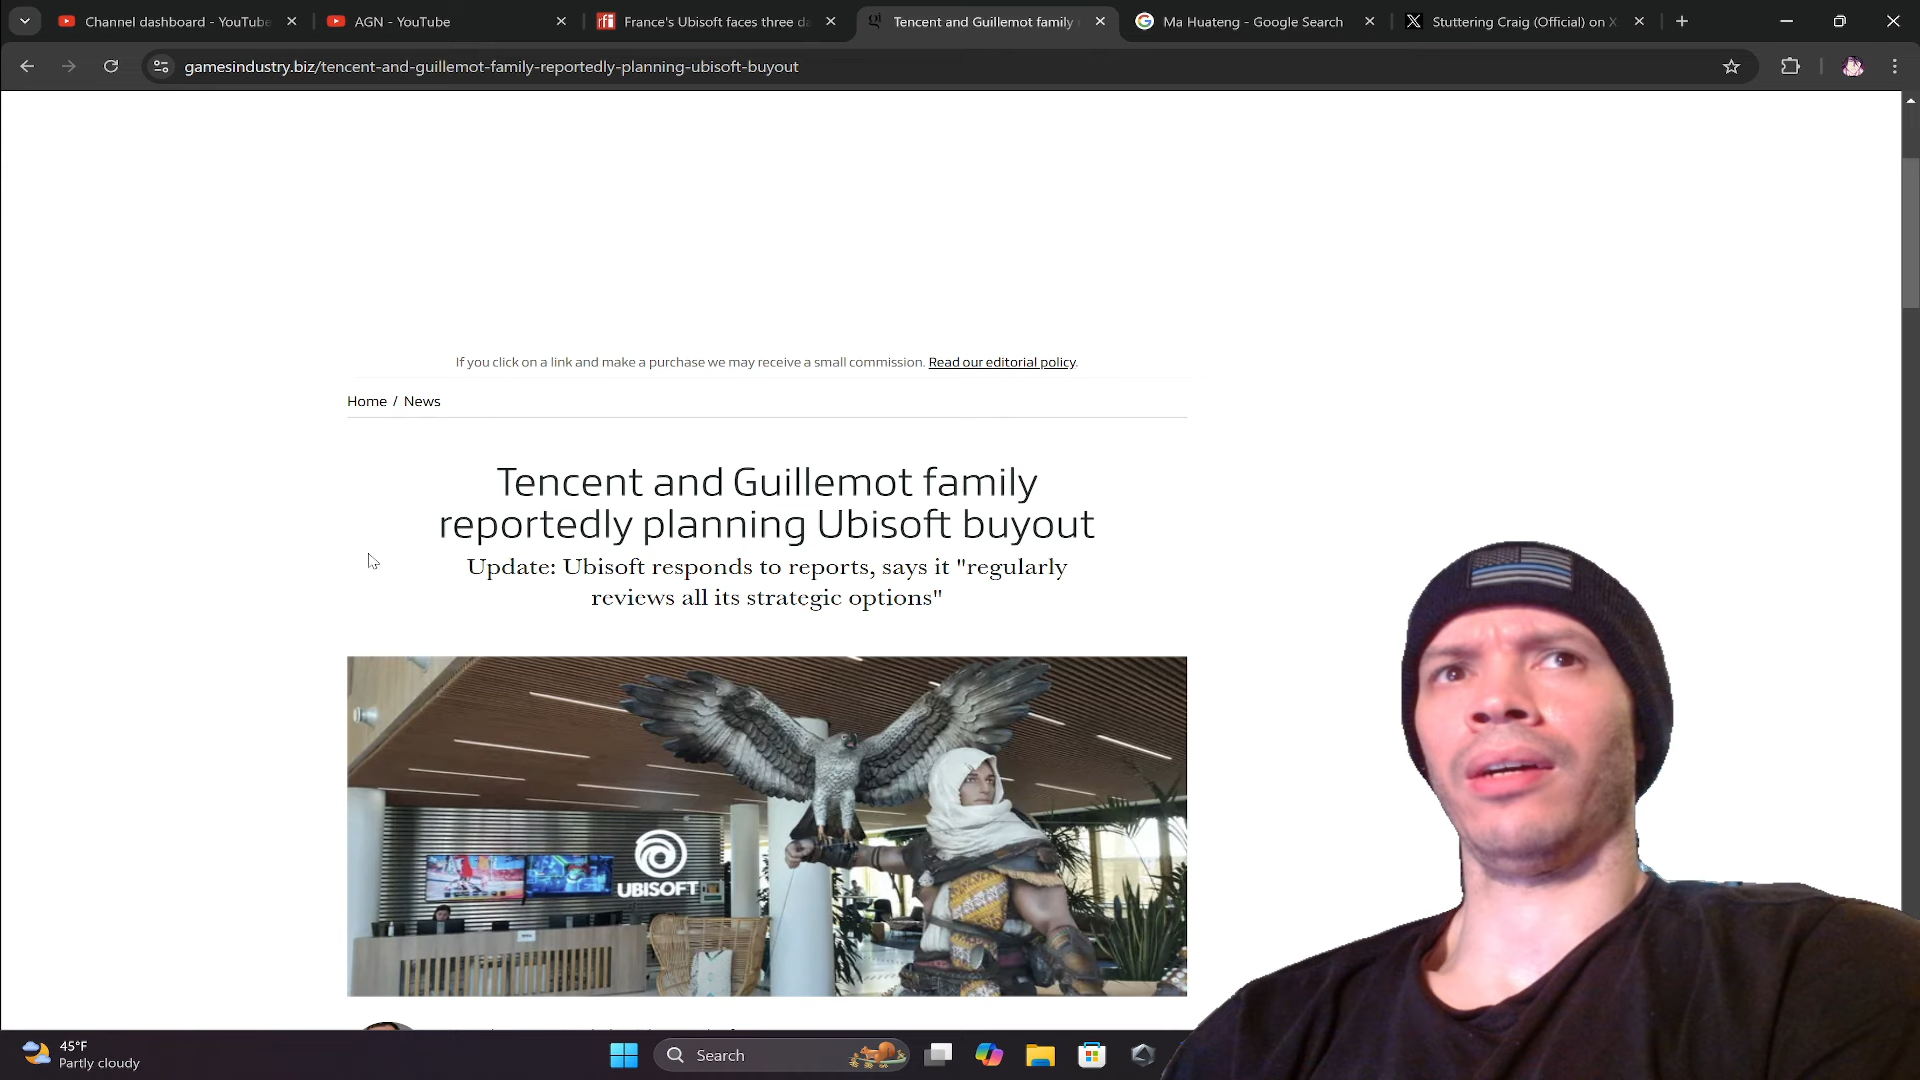 Channel dashboard - YouTube
AGN - YouTube
rfi
France's Ubisoft faces three da
gi
Tencent and Guillemot family
Ma Huateng - Google Search
Stuttering Craig (Official) on X
gamesindustry.biz/tencent-and-guillemot-family-reportedly-planning-ubisoft-buyout
If you click on a link and make a purchase we may receive a small commission. Read our editorial policy.
Home / News
Tencent and Guillemot family
reportedly planning Ubisoft buyout
Update: Ubisoft responds to reports, says it "regularly
reviews all its strategic options"
UBISOFT
45°F
Partly cloudy
Search